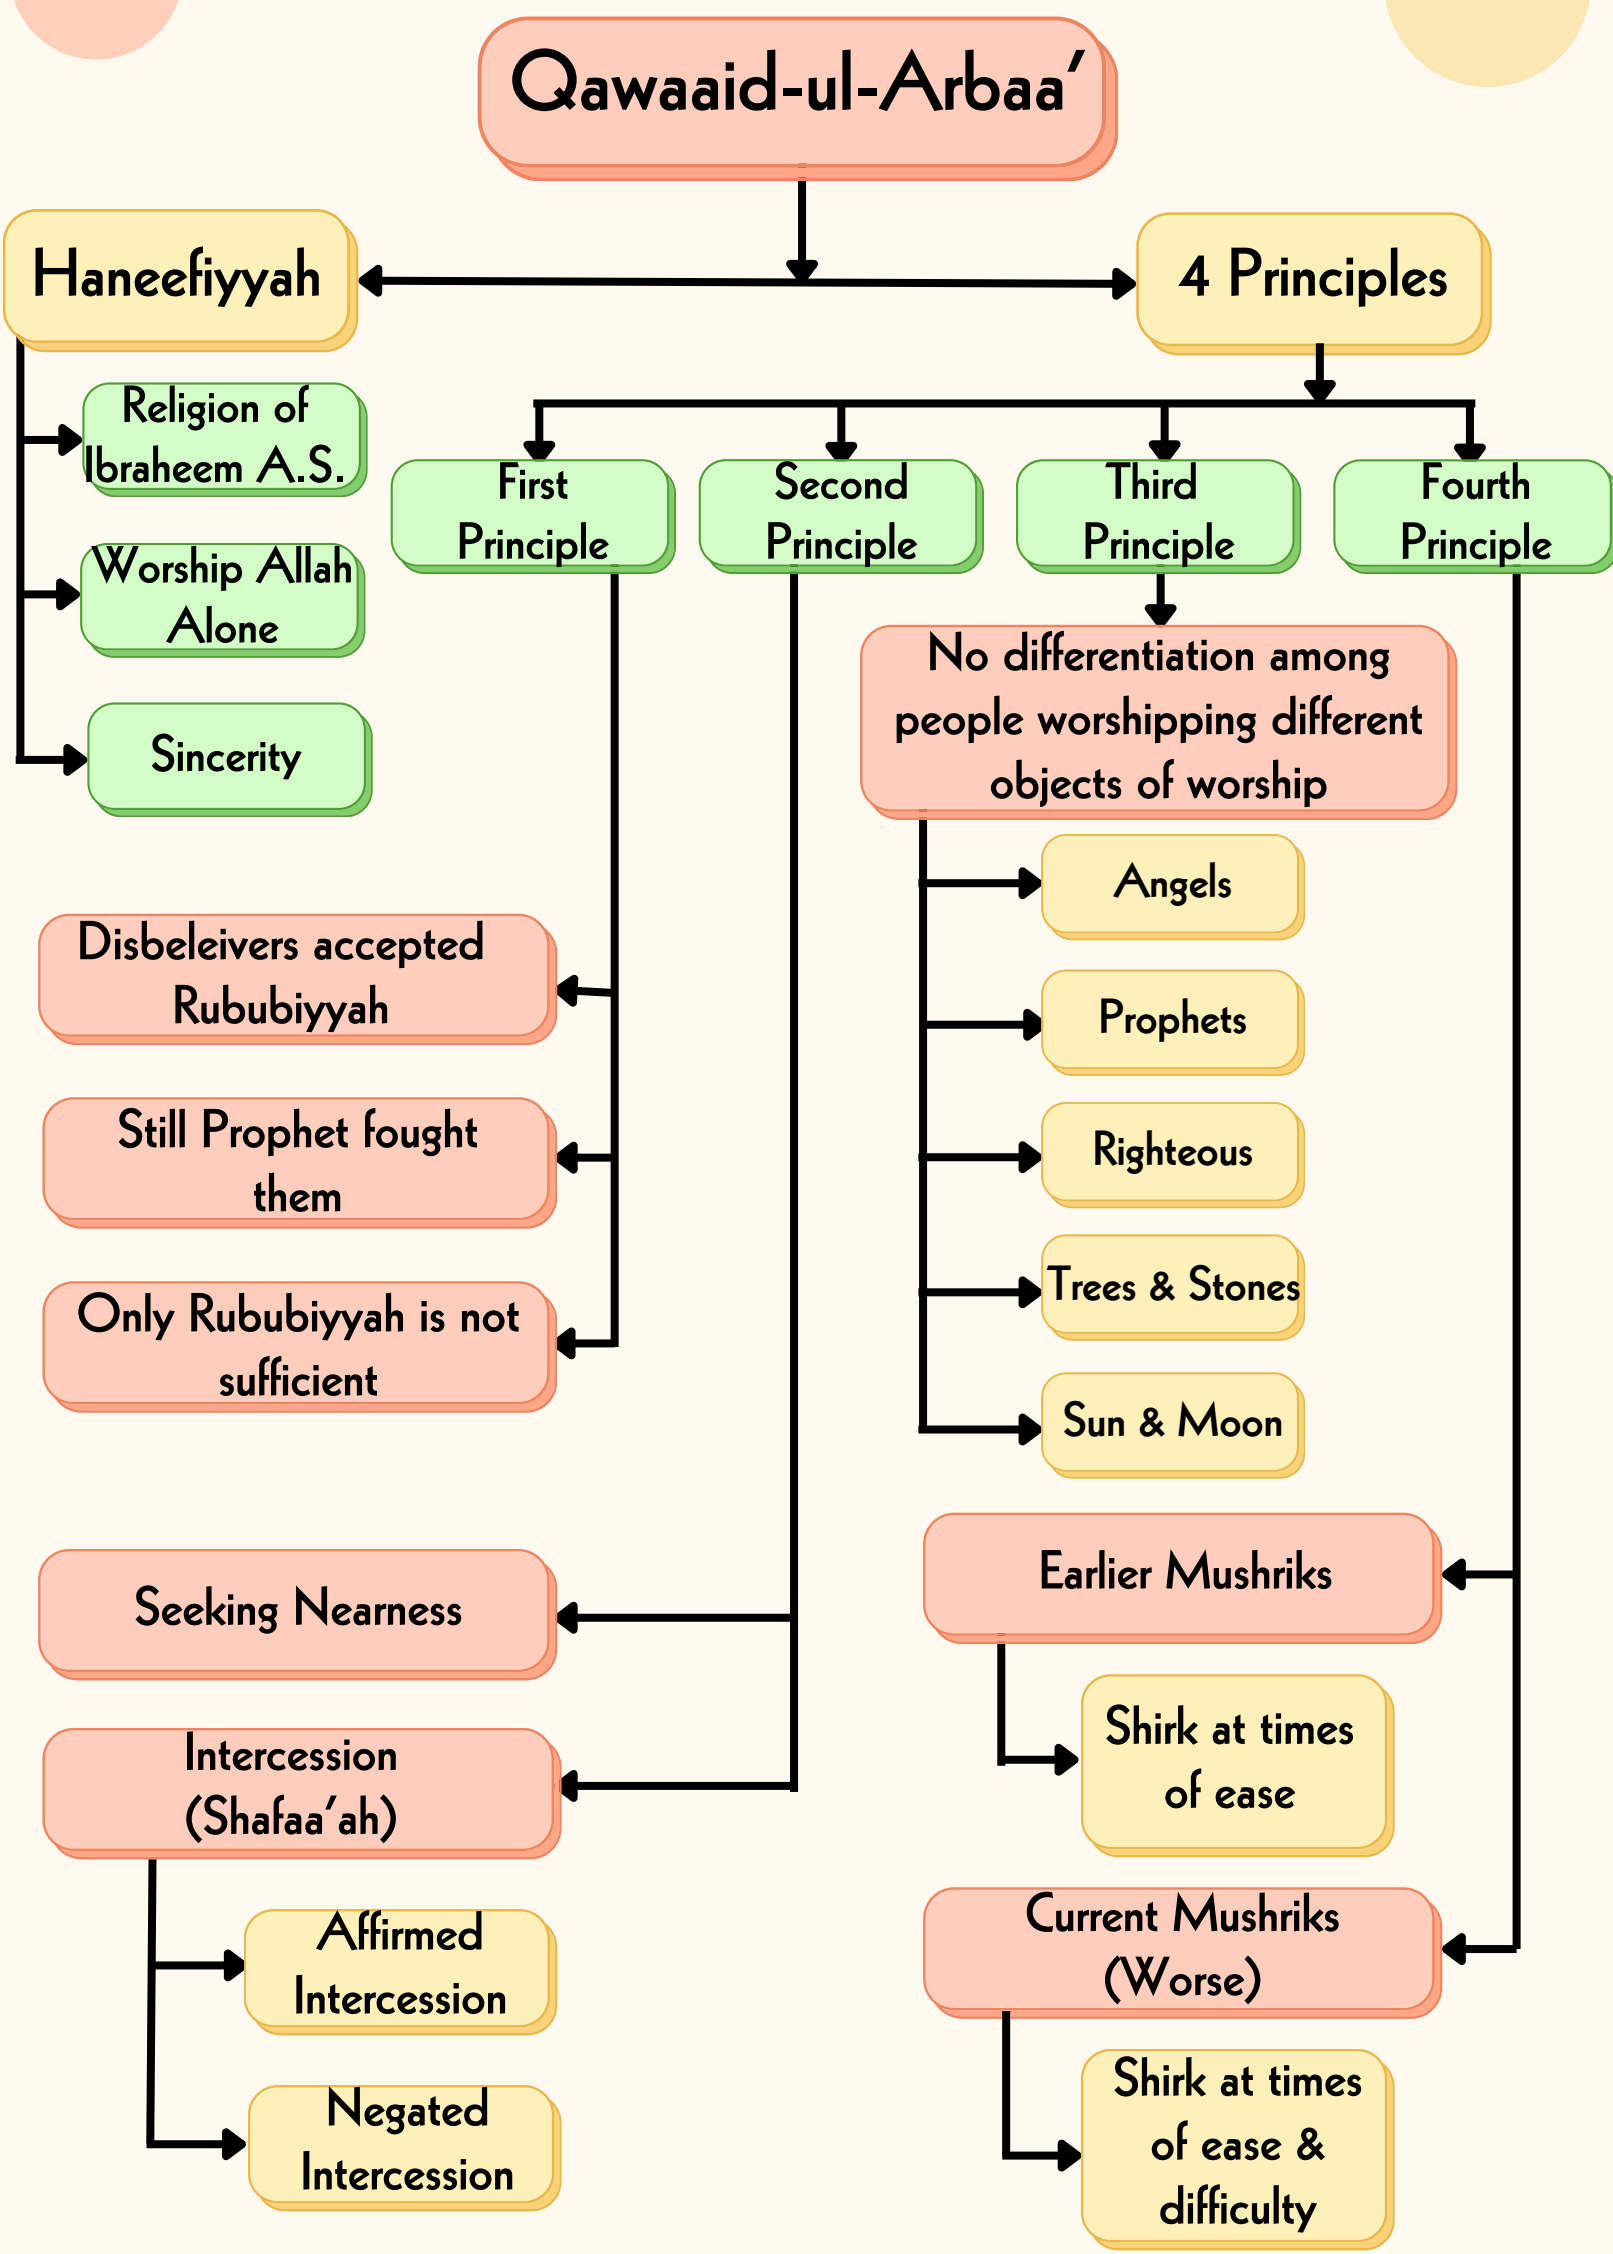 Qawaaid-ul-Arbaa'
Haneefiyyah
4 Principles
Religion of
Ibraheem A.S.
Worship Allah
Alone
Sincerity
First
Principle
Second
Principle
Third
Principle
Fourth
Principle
Disbeleivers accepted
Rububiyyah
Still Prophet fought
them
Only Rububiyyah is not
sufficient
Seeking Nearness
Intercession
(Shafaa'ah)
Affirmed
Intercession
Negated
Intercession
No differentiation among
people worshipping different
objects of worship
Angels
Prophets
Righteous
Trees & Stones
Sun & Moon
Earlier Mushriks
Shirk at times
of ease
Current Mushriks
(Worse)
Shirk at times
of ease &
difficulty